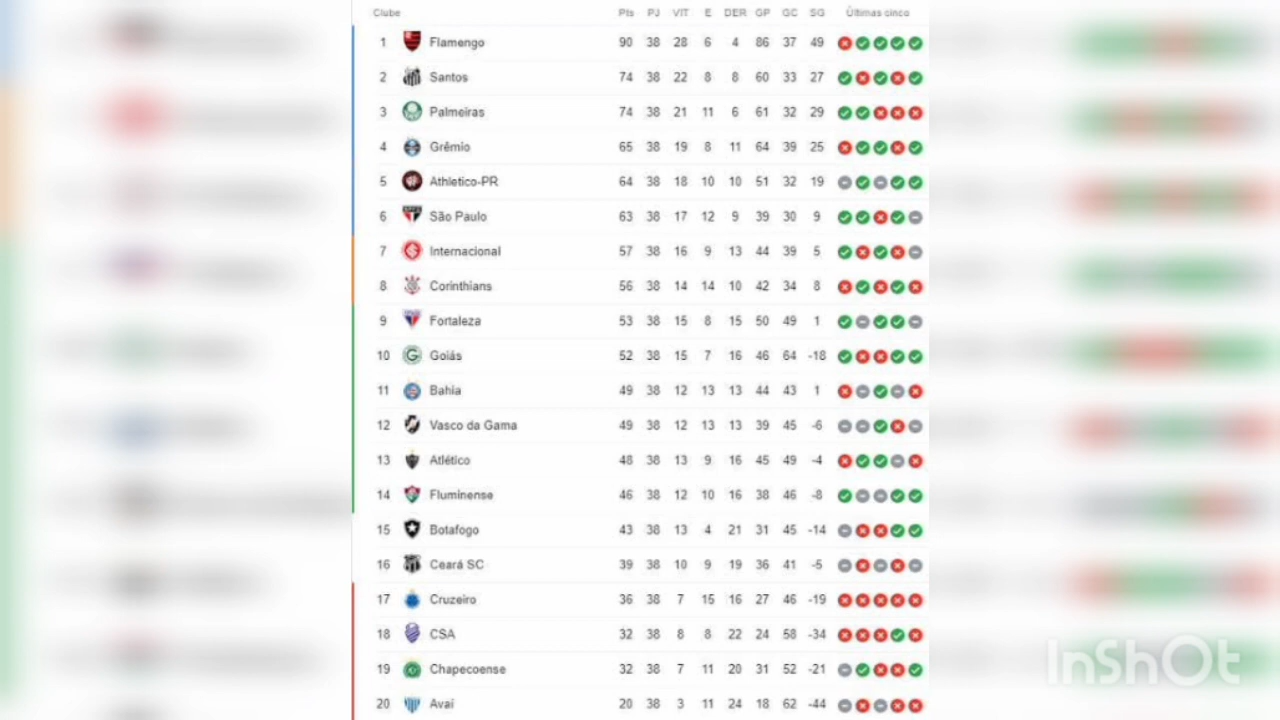 Clube Pts PJ VIT E DER GP GC SG Últimas cinco
1 Flamengo 90 38 28 6 4 86 37 49
2 Santos 74 38 22 8 8 60 33 27
3 Palmeiras 74 38 21 11 6 61 32 29
4 Grêmio 65 38 19 8 11 64 39 25
5 Athletico-PR 64 38 18 10 10 51 32 19
6 São Paulo 63 38 17 12 9 39 30 9
7 Internacional 57 38 16 9 13 44 39 5
8 Corinthians 56 38 14 14 10 42 34 8
9 Fortaleza 53 38 15 8 15 50 49 1
10 Goiás 52 38 15 7 16 46 64 -18
11 Bahia 49 38 12 13 13 44 43 1
12 Vasco da Gama 49 38 12 13 13 39 45 -6
13 Atlético 48 38 13 9 16 45 49 -4
14 Fluminense 46 38 12 10 16 38 46 -8
15 Botafogo 43 38 13 4 21 31 45 -14
16 Ceará SC 39 38 10 9 19 36 41 -5
17 Cruzeiro 36 38 7 15 16 27 46 -19
18 CSA 32 38 8 8 22 24 58 -34
19 Chapecoense 32 38 7 11 20 31 52 -21
20 Avaí 20 38 3 11 24 18 62 -44
InShOt